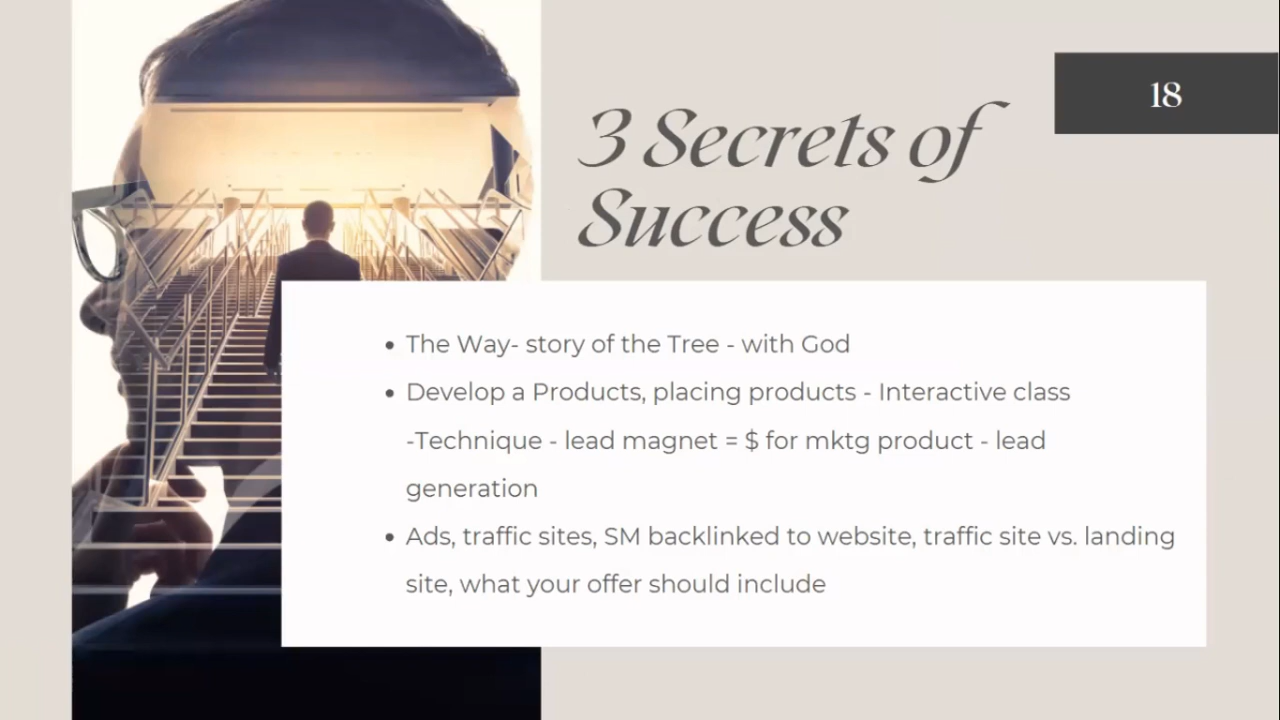 18
3 Secrets of
Success
• The Way- story of the Tree - with God
• Develop a Products, placing products - Interactive class
-Technique - lead magnet = $ for mktg product - lead
generation
• Ads, traffic sites, SM backlinked to website, traffic site vs. landing
site, what your offer should include